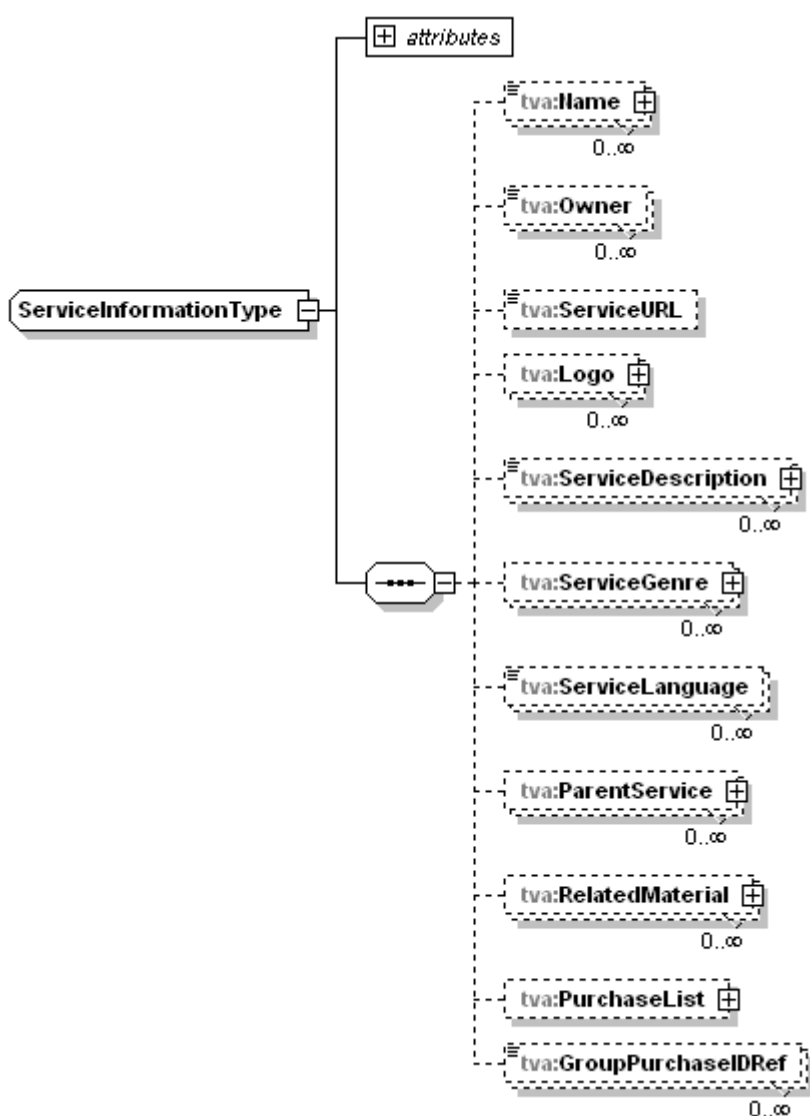 attributes
tva:Name
0..∞
tva:Owner
0..∞
ServiceInformationType
tva:ServiceURL
tva:Logo
0..∞
tva:ServiceDescription
0..∞
tva:ServiceGenre
0..∞
tva:ServiceLanguage
0..∞
tva:ParentService
0..∞
tva:RelatedMaterial
0..∞
tva:PurchaseList
tva:GroupPurchaseIDRef
0..∞